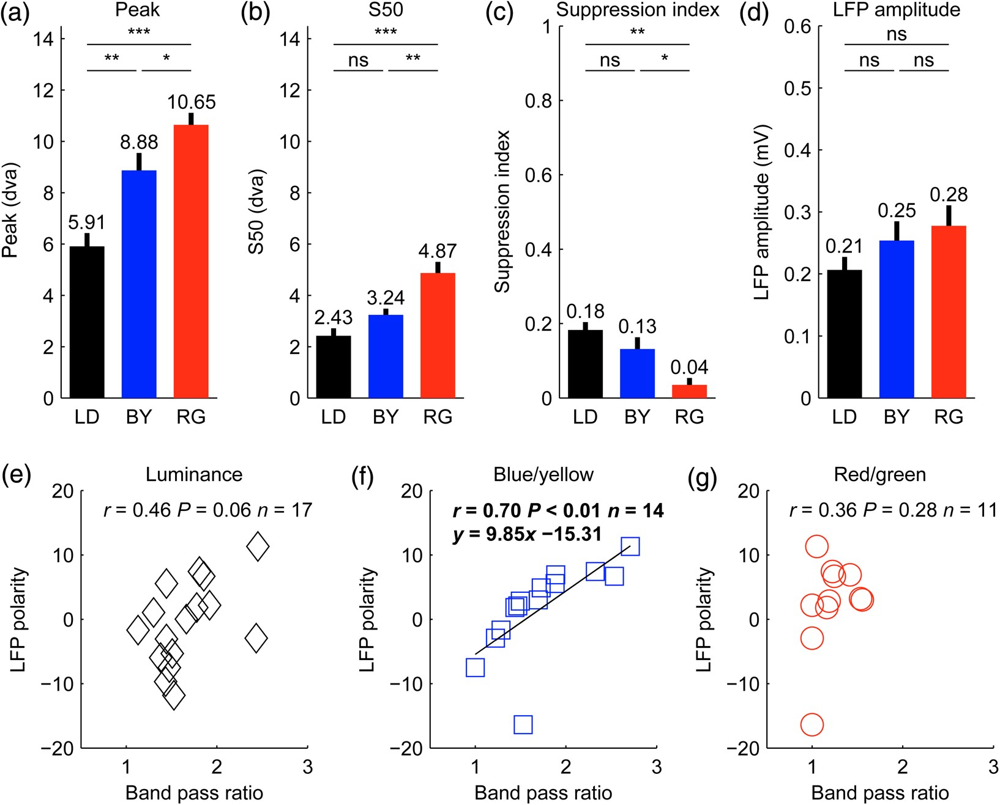 (a) Peak
Peak (dva)
14
12
10
8
6
4
2
0
***
** *
5.91
8.88
10.65
LD BY RG
(b) S50
S50 (dva)
14
12
10
8
6
4
2
0
***
ns **
2.43
3.24
4.87
LD BY RG
(c) Suppression index
Suppression index
1
0.8
0.6
0.4
0.2
0
**
ns *
0.18
0.13
0.04
LD BY RG
(d) LFP amplitude
LFP amplitude (mV)
0.6
0.5
0.4
0.3
0.2
0.1
0
ns
ns ns
0.21
0.25
0.28
LD BY RG
(e) Luminance
r = 0.46 P = 0.06 n = 17
LFP polarity
20
10
0
−10
−20
1 2 3
Band pass ratio
(f) Blue/yellow
r = 0.70 P < 0.01 n = 14
y = 9.85x −15.31
LFP polarity
20
10
0
−10
−20
1 2 3
Band pass ratio
(g) Red/green
r = 0.36 P = 0.28 n = 11
LFP polarity
20
10
0
−10
−20
1 2 3
Band pass ratio